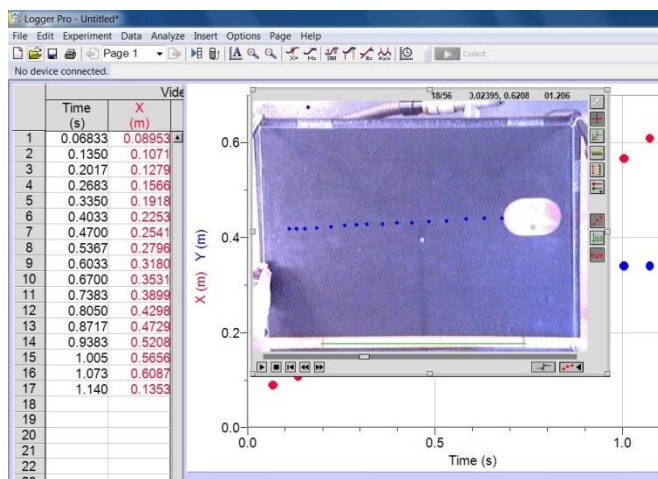 Logger Pro - Untitled*
File Edit Experiment Data Analyze Insert Options Page Help
Page 1
Collect
No device connected.
Vide
Time
(s)
X
(m)
1 0.06833 0.08953
2 0.1350 0.1071
3 0.2017 0.1279
4 0.2683 0.1566
5 0.3350 0.1918
6 0.4033 0.2253
7 0.4700 0.2541
8 0.5367 0.2796
9 0.6033 0.3180
10 0.6700 0.3531
11 0.7383 0.3899
12 0.8050 0.4298
13 0.8717 0.4729
14 0.9383 0.5208
15 1.005 0.5656
16 1.073 0.6087
17 1.140 0.1353
18
19
20
21
22
18/56 0.02395, 0.6208 01.206
X (m) Y (m)
0.6
0.4
0.2
0.0
0.0 0.5 1.0
Time (s)